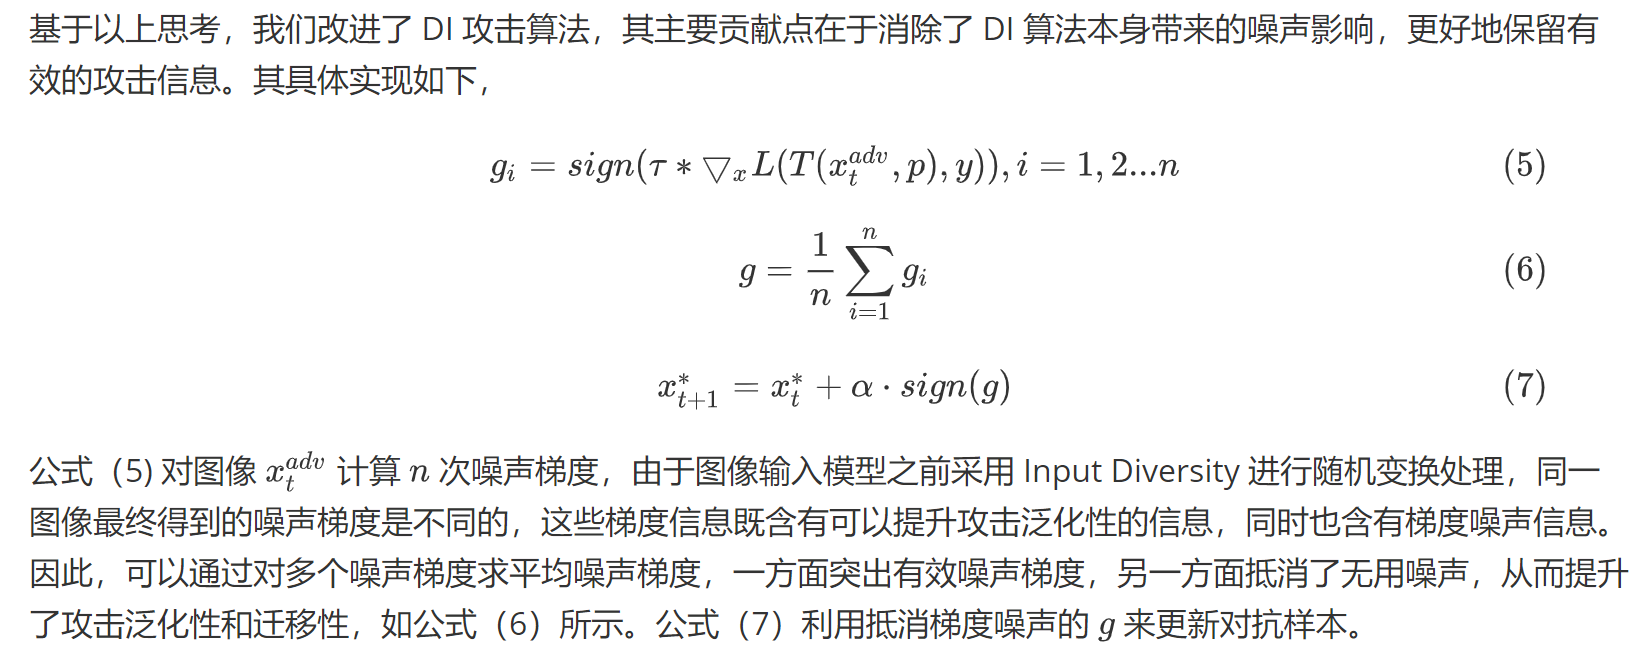 基于以上思考，我们改进了 DI 攻击算法，其主要贡献点在于消除了 DI 算法本身带来的噪声影响，更好地保留有
效的攻击信息。其具体实现如下，
g_i = sign(τ * ▽_x L(T(x_t^{adv}, p), y)), i = 1, 2...n (5)
g = \frac{1}{n} \sum_{i=1}^{n} g_i (6)
x_{t+1}^* = x_t^* + α · sign(g) (7)
公式（5) 对图像 x_t^{adv} 计算 n 次噪声梯度，由于图像输入模型之前采用 Input Diversity 进行随机变换处理，同一
图像最终得到的噪声梯度是不同的，这些梯度信息既含有可以提升攻击泛化性的信息，同时也含有梯度噪声信息。
因此，可以通过对多个噪声梯度求平均噪声梯度，一方面突出有效噪声梯度，另一方面抵消了无用噪声，从而提升
了攻击泛化性和迁移性，如公式（6）所示。公式（7）利用抵消梯度噪声的 g 来更新对抗样本。